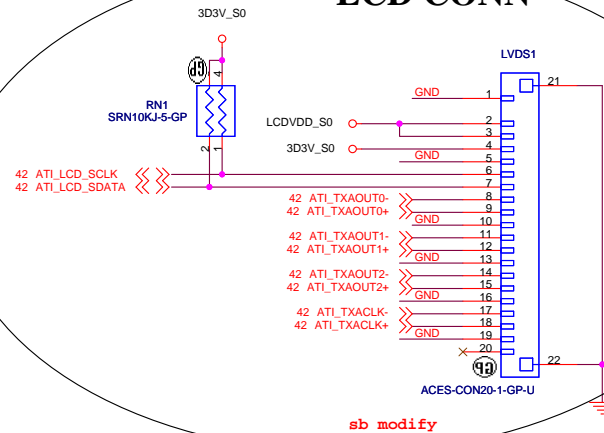 LCD CONN
3D3V_S0
LVDS1
GP
4
3
RN1
SRN10KJ-5-GP
2
1
21
GND
1
LCDVDD_S0
2
3
3D3V_S0
4
GND
5
42 ATI_LCD_SCLK
6
42 ATI_LCD_SDATA
7
42 ATI_TXAOUT0-
8
42 ATI_TXAOUT0+
9
GND
10
42 ATI_TXAOUT1-
11
42 ATI_TXAOUT1+
12
GND
13
42 ATI_TXAOUT2-
14
42 ATI_TXAOUT2+
15
GND
16
42 ATI_TXACLK-
17
42 ATI_TXACLK+
18
GND
19
20
22
GP
ACES-CON20-1-GP-U
sb modify